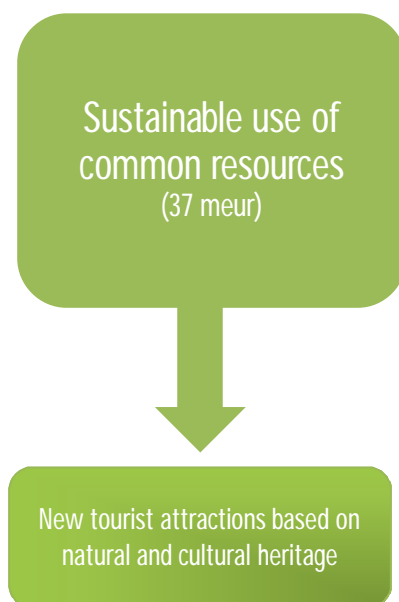 Sustainable use of
common resources
(37 meur)
New tourist attractions based on
natural and cultural heritage